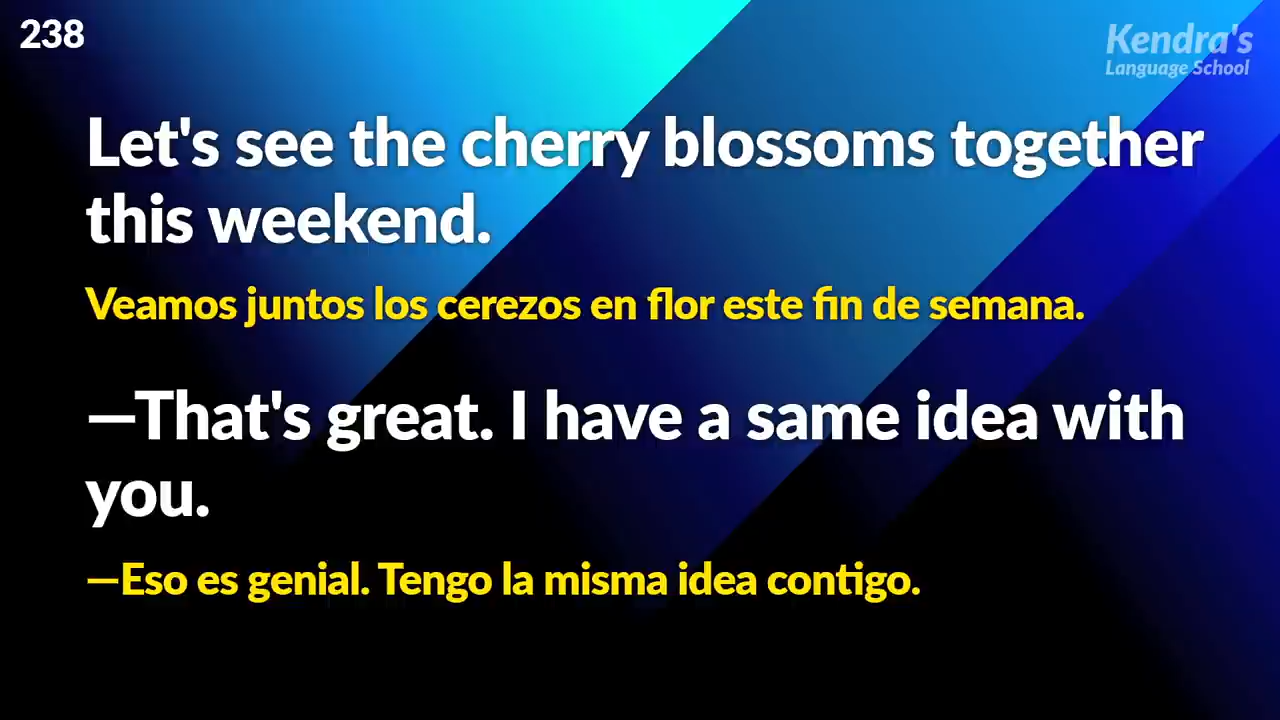 238
Kendra's
Language School
Let's see the cherry blossoms together
this weekend.
Veamos juntos los cerezos en flor este fin de semana.
—That's great. I have a same idea with
you.
—Eso es genial. Tengo la misma idea contigo.